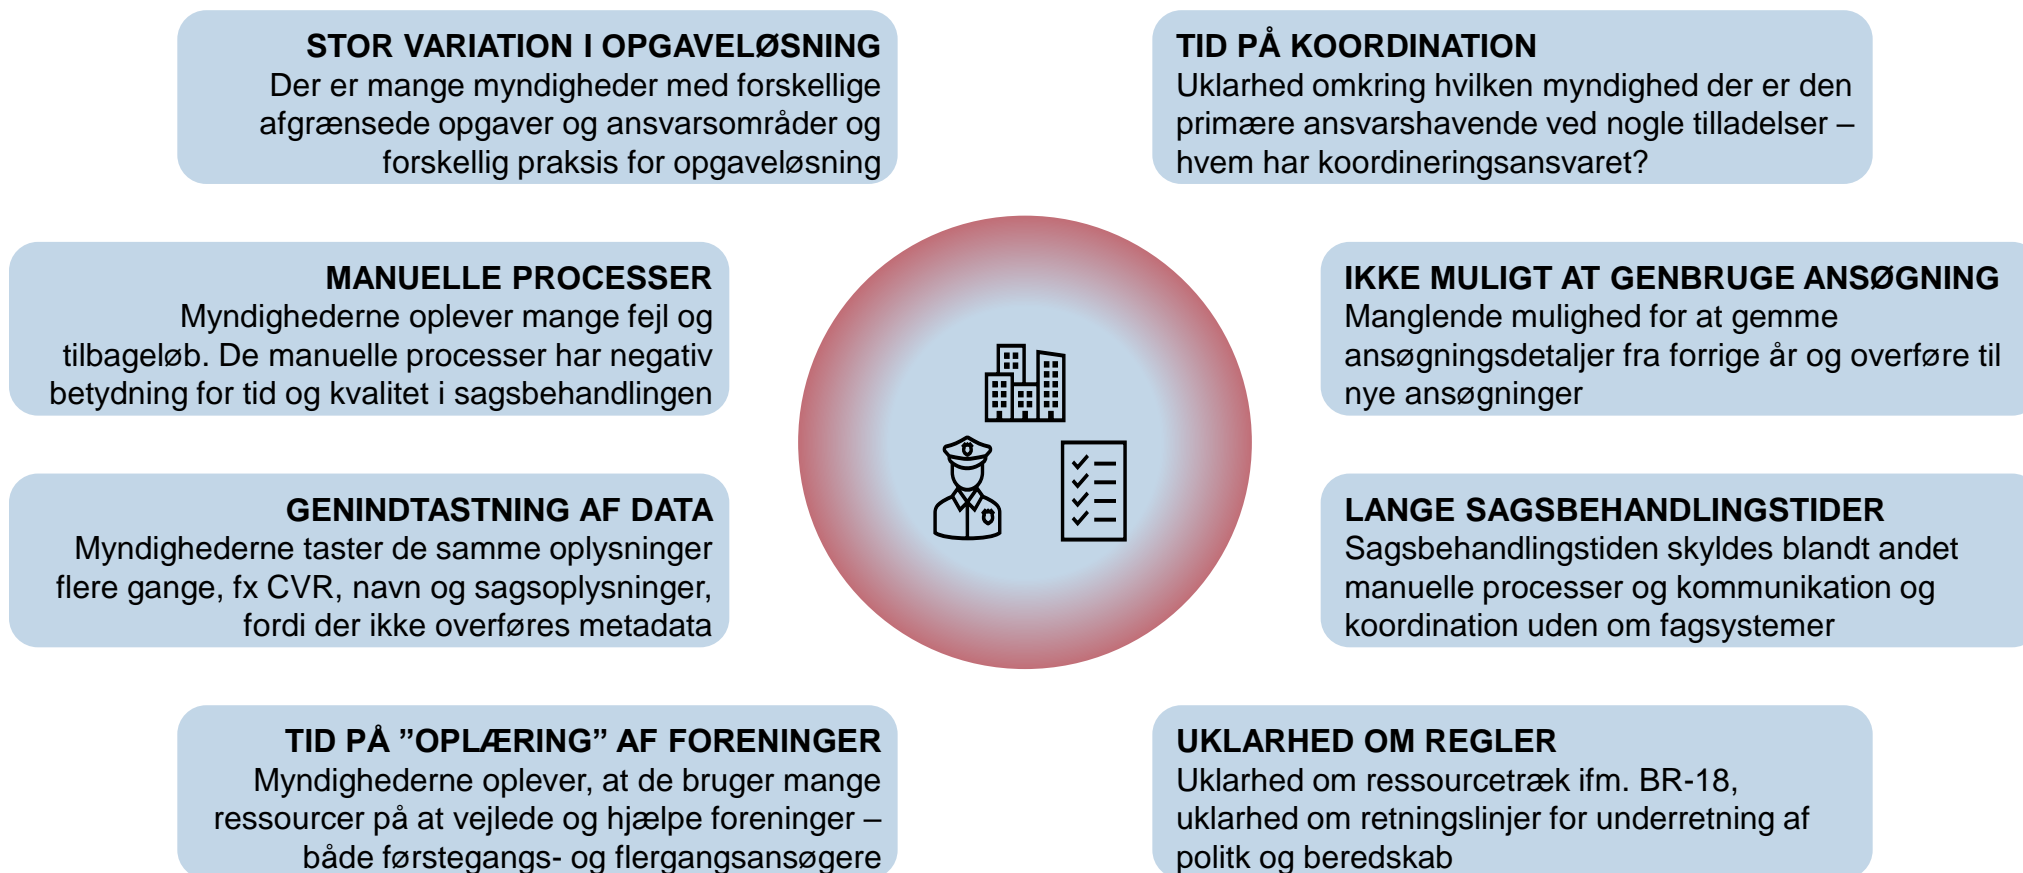 STOR VARIATION I OPGAVELØSNING
Der er mange myndigheder med forskellige
afgrænsede opgaver og ansvarsområder og
forskellig praksis for opgaveløsning
TID PÅ KOORDINATION
Uklarhed omkring hvilken myndighed der er den
primære ansvarshavende ved nogle tilladelser –
hvem har koordineringsansvaret?
MANUELLE PROCESSER
Myndighederne oplever mange fejl og
tilbageløb. De manuelle processer har negativ
betydning for tid og kvalitet i sagsbehandlingen
IKKE MULIGT AT GENBRUGE ANSØGNING
Manglende mulighed for at gemme
ansøgningsdetaljer fra forrige år og overføre til
nye ansøgninger
GENINDTASTNING AF DATA
Myndighederne taster de samme oplysninger
flere gange, fx CVR, navn og sagsoplysninger,
fordi der ikke overføres metadata
LANGE SAGSBEHANDLINGSTIDER
Sagsbehandlingstiden skyldes blandt andet
manuelle processer og kommunikation og
koordination uden om fagsystemer
TID PÅ ”OPLÆRING” AF FORENINGER
Myndighederne oplever, at de bruger mange
ressourcer på at vejlede og hjælpe foreninger –
både førstegangs- og flergangsansøgere
UKLARHED OM REGLER
Uklarhed om ressourcetræk ifm. BR-18,
uklarhed om retningslinjer for underretning af
politk og beredskab